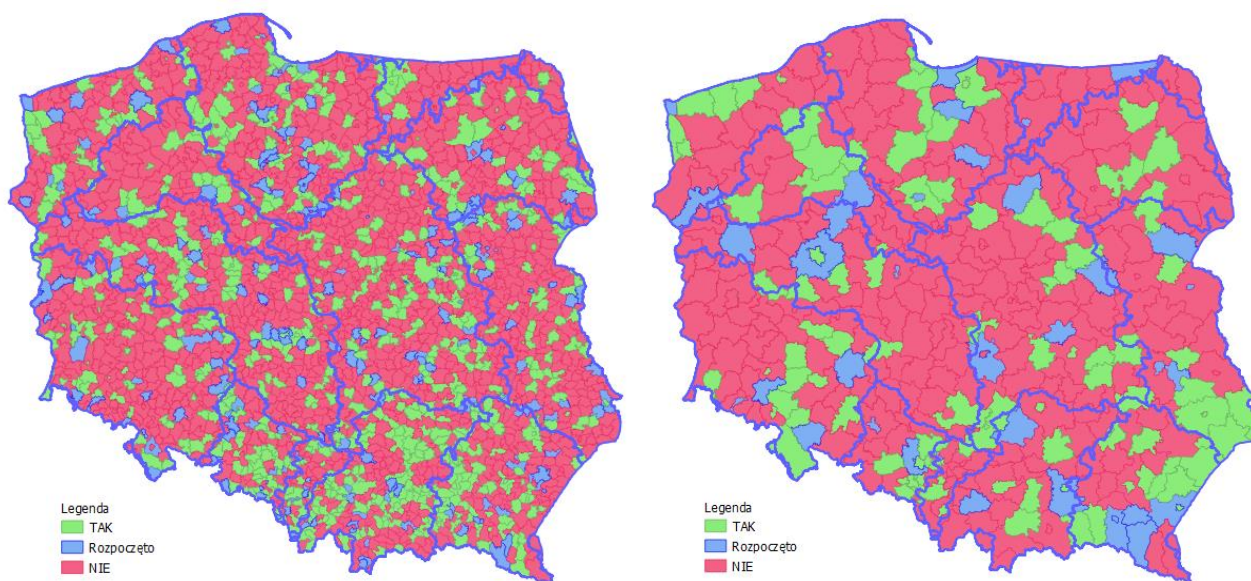 Legenda
TAK
Rozpoczęto
NIE
Legenda
TAK
Rozpoczęto
NIE